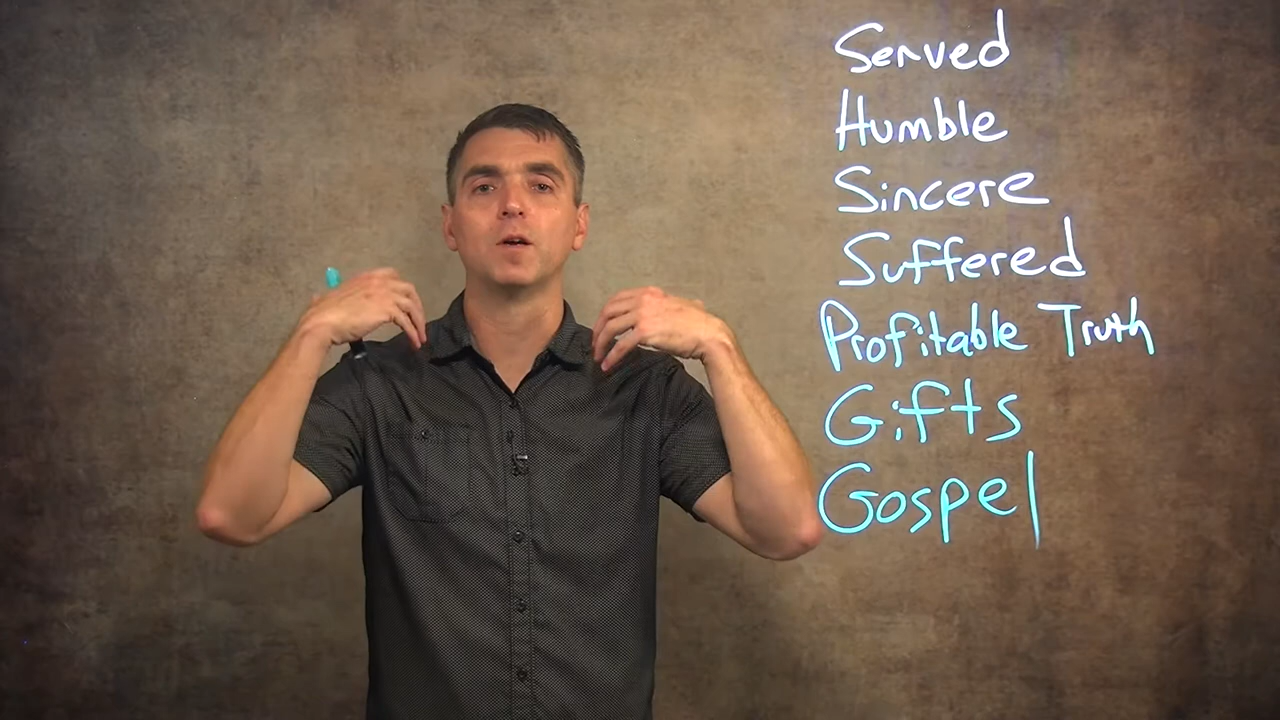 Served
Humble
Sincere
Suffered
Profitable Truth
Gifts
Gospel